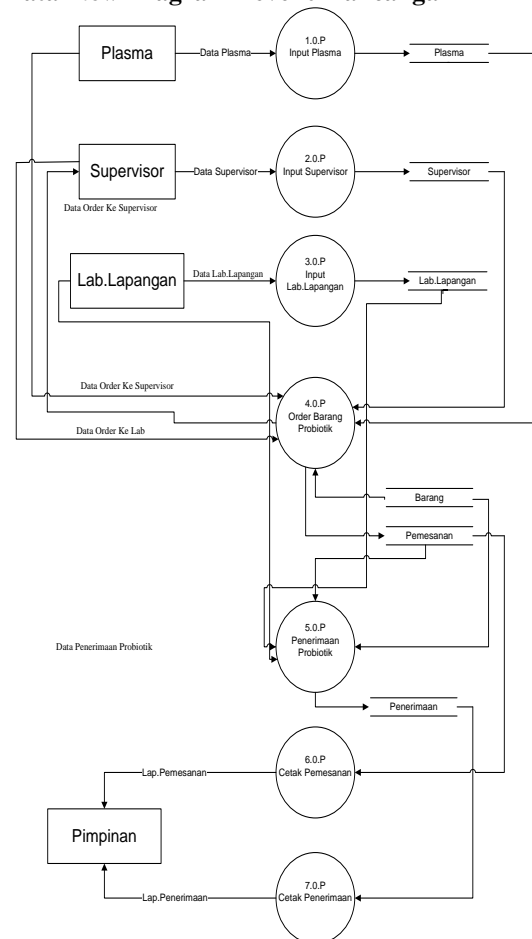 Plasma
Data Plasma
1.0.P
Input Plasma
Plasma
Supervisor
Data Supervisor
2.0.P
Input Supervisor
Supervisor
Data Order Ke Supervisor
Lab.Lapangan
Data Lab.Lapangan
3.0.P
Input
Lab.Lapangan
Lab.Lapangan
Data Order Ke Supervisor
4.0.P
Order Barang
Probiotik
Data Order Ke Lab
Barang
Pemesanan
5.0.P
Penerimaan
Probiotik
Data Penerimaan Probiotik
Penerimaan
6.0.P
Cetak Pemesanan
Lap.Pemesanan
Pimpinan
7.0.P
Cetak Penerimaan
Lap.Penerimaan